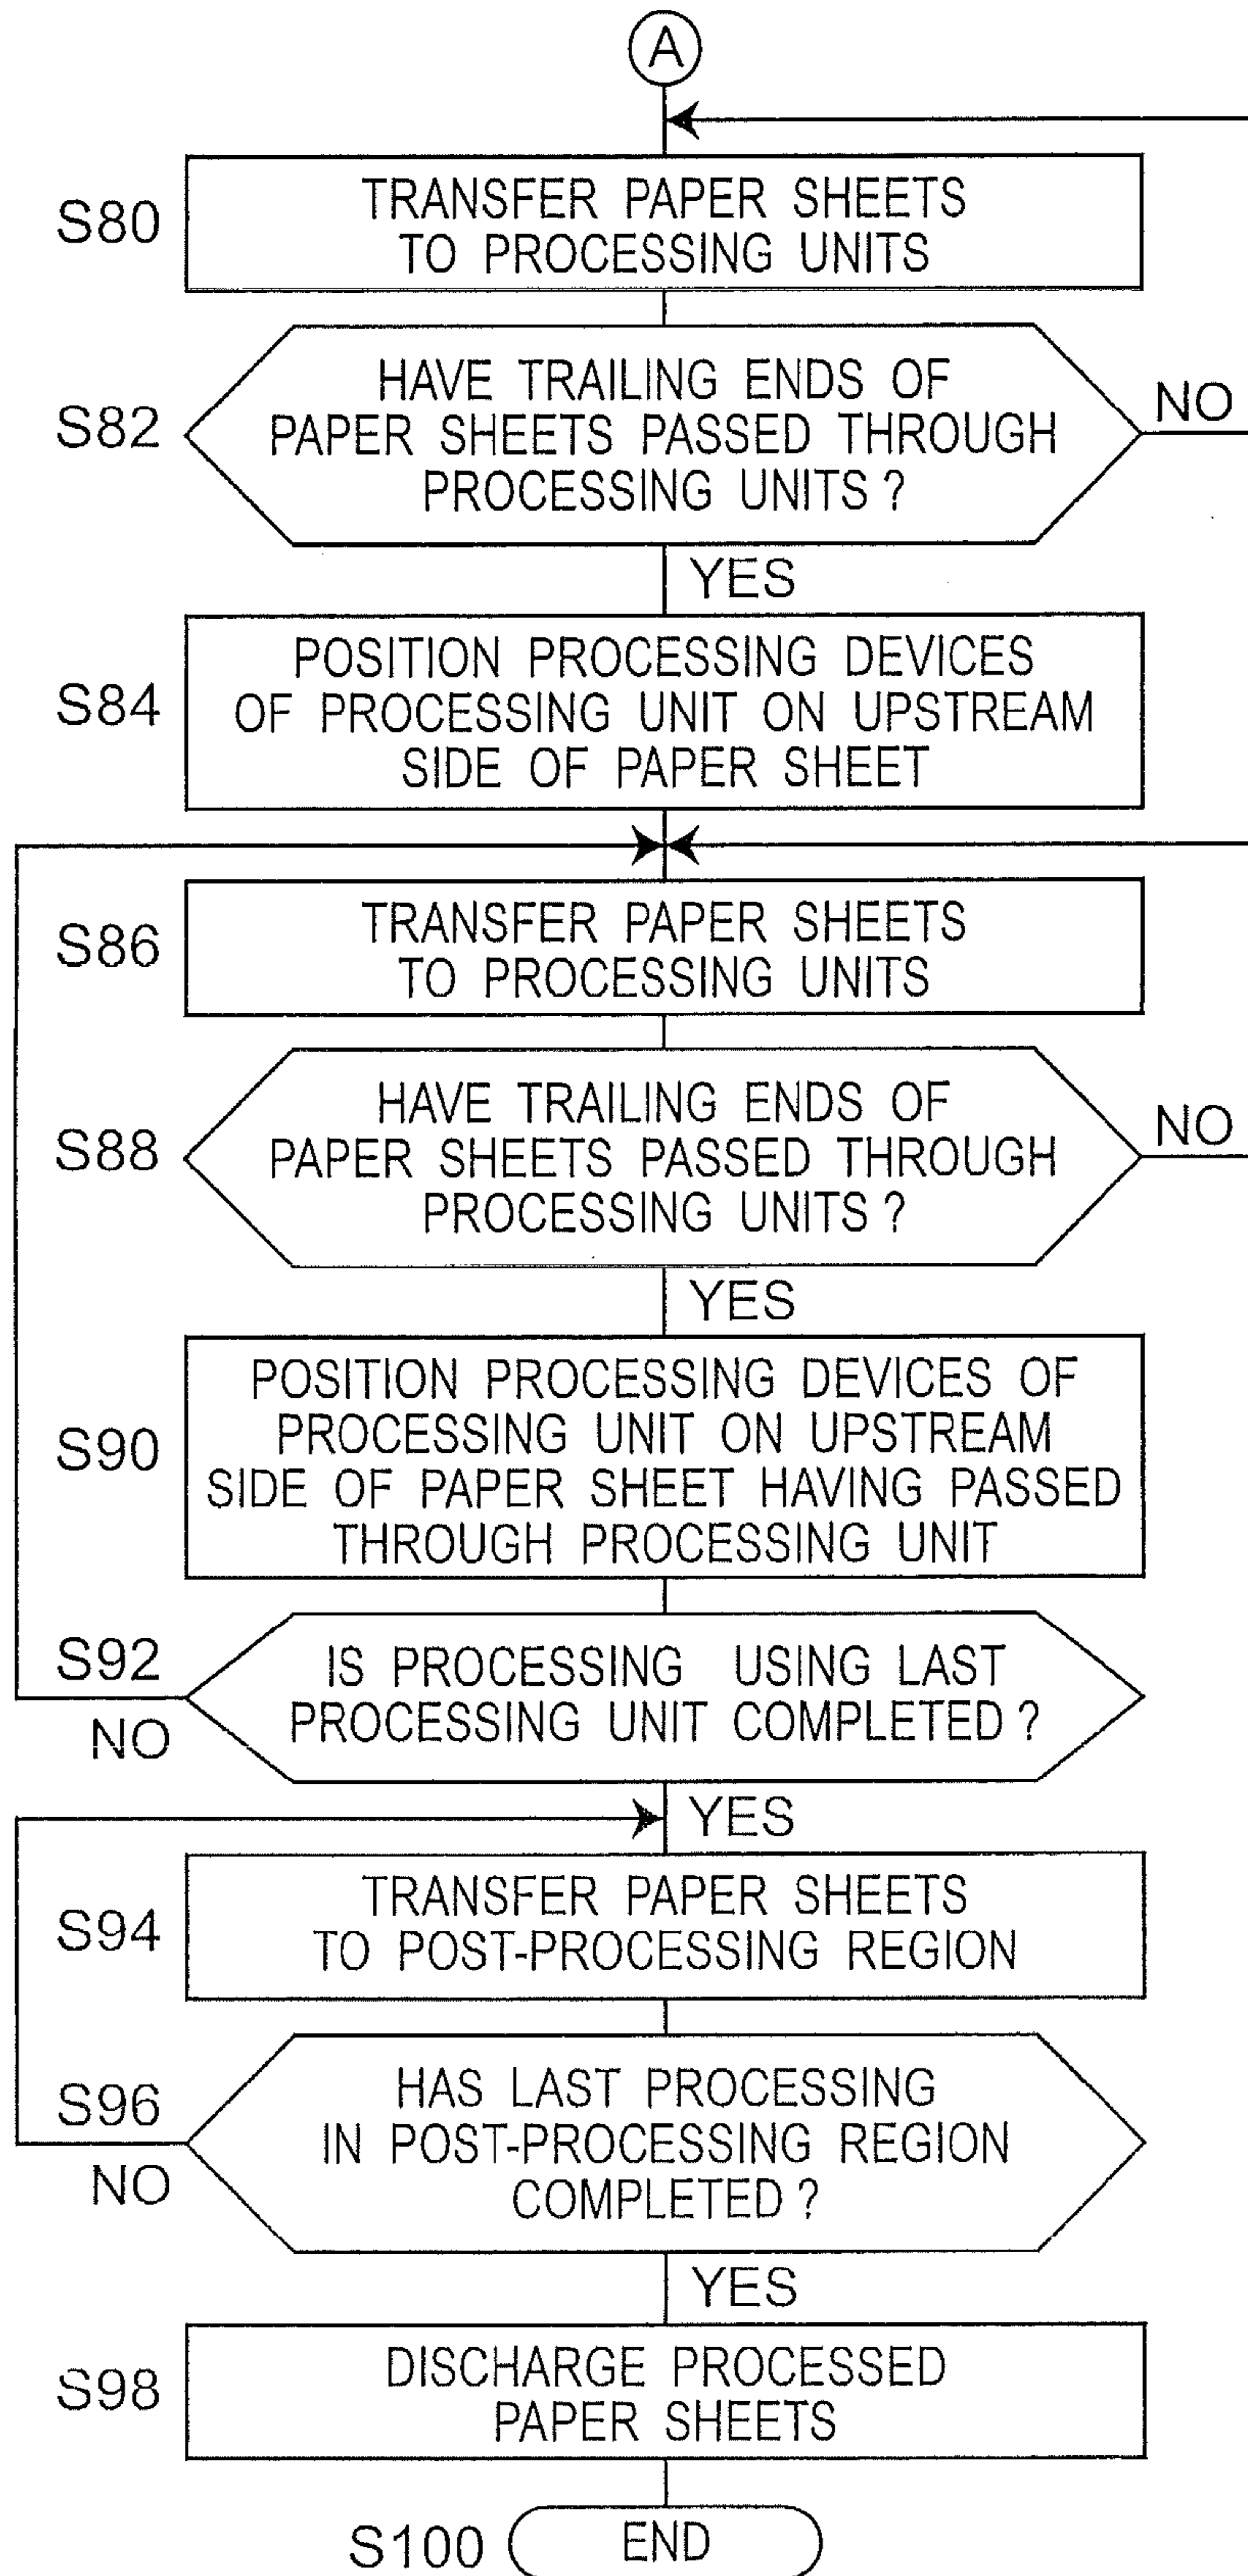 A
S80
TRANSFER PAPER SHEETS
TO PROCESSING UNITS
S82
HAVE TRAILING ENDS OF
PAPER SHEETS PASSED THROUGH
PROCESSING UNITS ?
NO
YES
S84
POSITION PROCESSING DEVICES
OF PROCESSING UNIT ON UPSTREAM
SIDE OF PAPER SHEET
S86
TRANSFER PAPER SHEETS
TO PROCESSING UNITS
S88
HAVE TRAILING ENDS OF
PAPER SHEETS PASSED THROUGH
PROCESSING UNITS ?
NO
YES
S90
POSITION PROCESSING DEVICES OF
PROCESSING UNIT ON UPSTREAM
SIDE OF PAPER SHEET HAVING PASSED
THROUGH PROCESSING UNIT
S92
IS PROCESSING USING LAST
PROCESSING UNIT COMPLETED ?
NO
YES
S94
TRANSFER PAPER SHEETS
TO POST-PROCESSING REGION
S96
HAS LAST PROCESSING
IN POST-PROCESSING REGION
COMPLETED ?
NO
YES
S98
DISCHARGE PROCESSED
PAPER SHEETS
S100
END